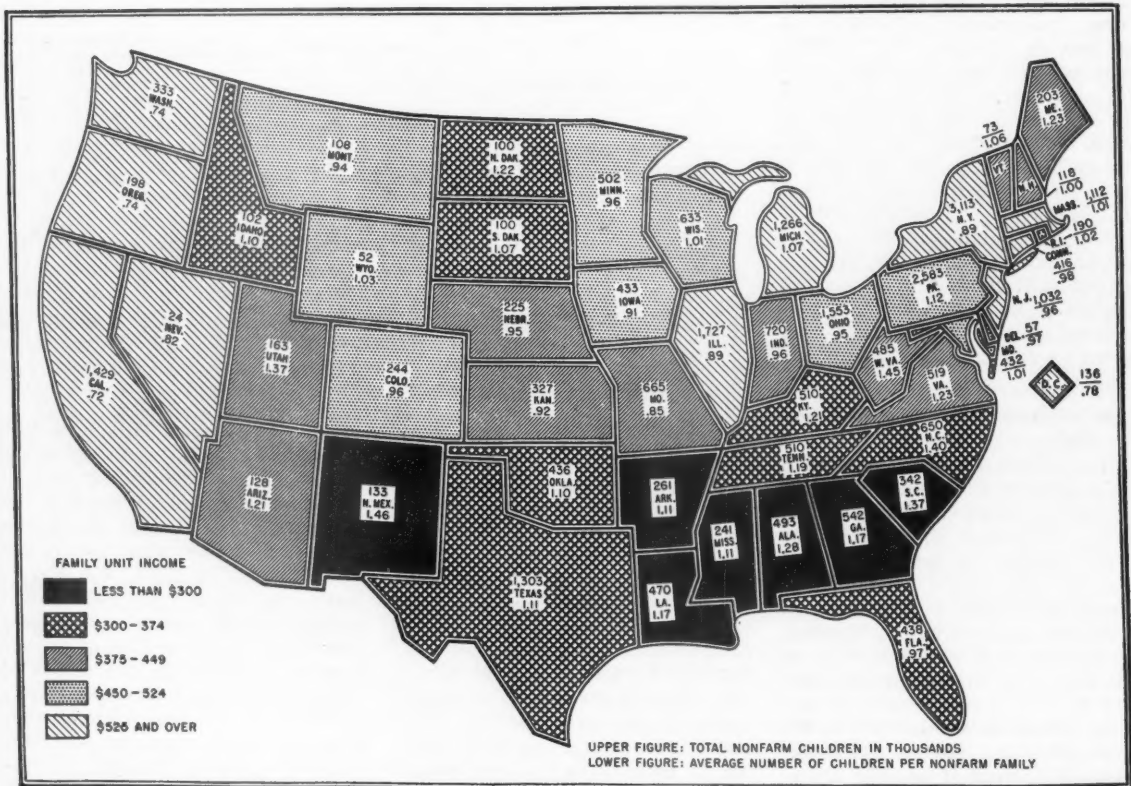 333
WASH.
.74
198
OREG.
.74
1,429
CAL.
.72
24
NEV.
.82
102
IDAHO
1.10
108
MONT.
.94
52
WYO.
1.03
163
UTAH
1.37
244
COLO.
.96
128
ARIZ.
1.21
133
N. MEX.
1.46
100
N. DAK.
1.22
100
S. DAK.
1.07
225
NEBR.
.95
327
KAN.
.92
436
OKLA.
1.10
1,303
TEXAS
1.11
502
MINN.
.96
433
IOWA
.91
665
MO.
.85
261
ARK.
1.11
470
LA.
1.17
633
WIS.
1.01
1,727
ILL.
.89
1,266
MICH.
1.07
720
IND.
.96
1,553
OHIO
.95
510
KY.
1.21
510
TENN.
1.19
241
MISS.
1.11
493
ALA.
1.28
542
GA.
1.17
438
FLA.
.97
342
S.C.
1.37
650
N.C.
1.40
519
VA.
1.23
485
W. VA.
1.45
2,583
PA.
1.12
3,113
N.Y.
.89
73
1.06
VT.
N.H.
203
ME.
1.23
118
1.00
MASS. 1,112
1.01
R.I. 190
1.02
CONN.
416
.98
N.J. 1,032
.96
DEL. 57
.97
MD.
432
1.01
D.C.
136
.78
FAMILY UNIT INCOME
LESS THAN $300
$300-374
$375-449
$450-524
$525 AND OVER
UPPER FIGURE: TOTAL NONFARM CHILDREN IN THOUSANDS
LOWER FIGURE: AVERAGE NUMBER OF CHILDREN PER NONFARM FAMILY